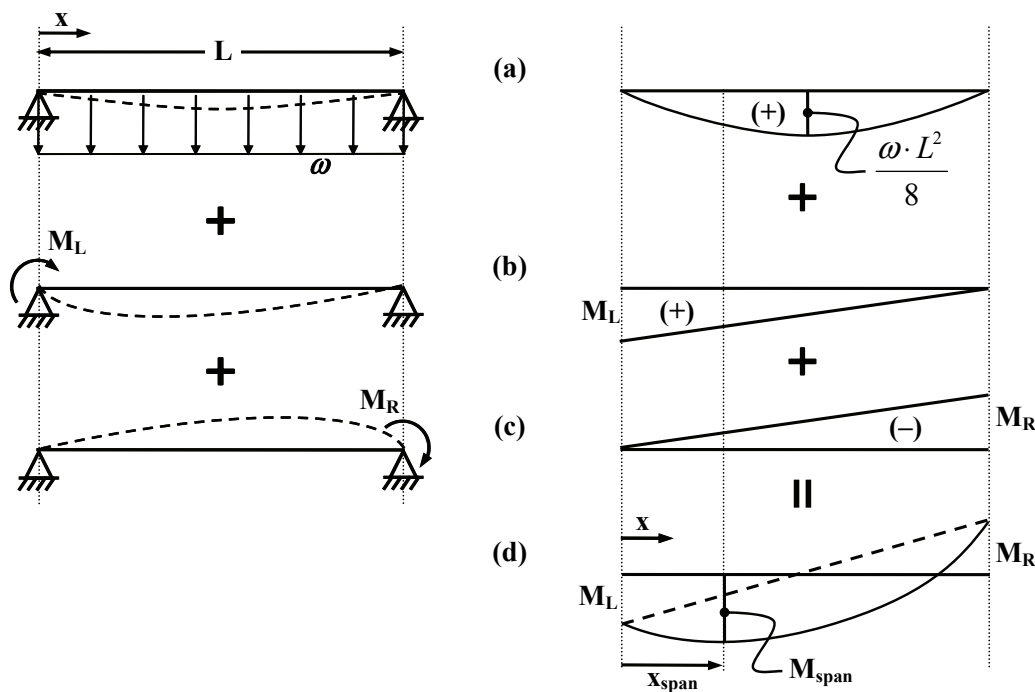 x
L
(a)
(+)
ω
ω · L²
8
+
+
M_L
(b)
M_L
(+)
+
+
M_R
(c)
M_R
(–)
=
x
(d)
M_R
M_L
x_span
M_span